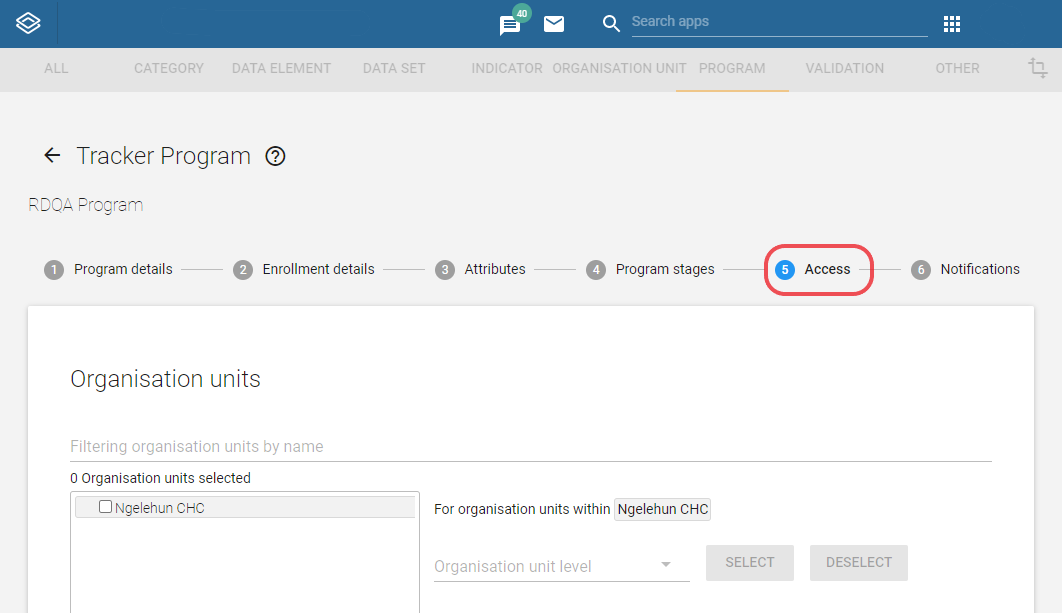 40
Search apps
ALL CATEGORY DATA ELEMENT DATA SET INDICATOR ORGANISATION UNIT PROGRAM VALIDATION OTHER
Tracker Program ?
RDQA Program
1 Program details 2 Enrollment details 3 Attributes 4 Program stages 5 Access 6 Notifications
Organisation units
Filtering organisation units by name
0 Organisation units selected
Ngelehun CHC
For organisation units within Ngelehun CHC
Organisation unit level SELECT DESELECT